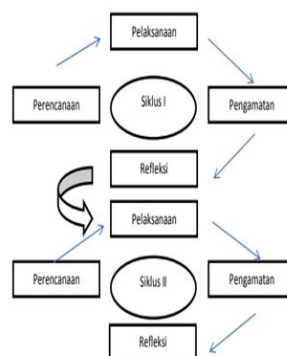 Pelaksanaan
Perencanaan
Siklus I
Pengamatan
Refleksi
Pelaksanaan
Perencanaan
Siklus II
Pengamatan
Refleksi